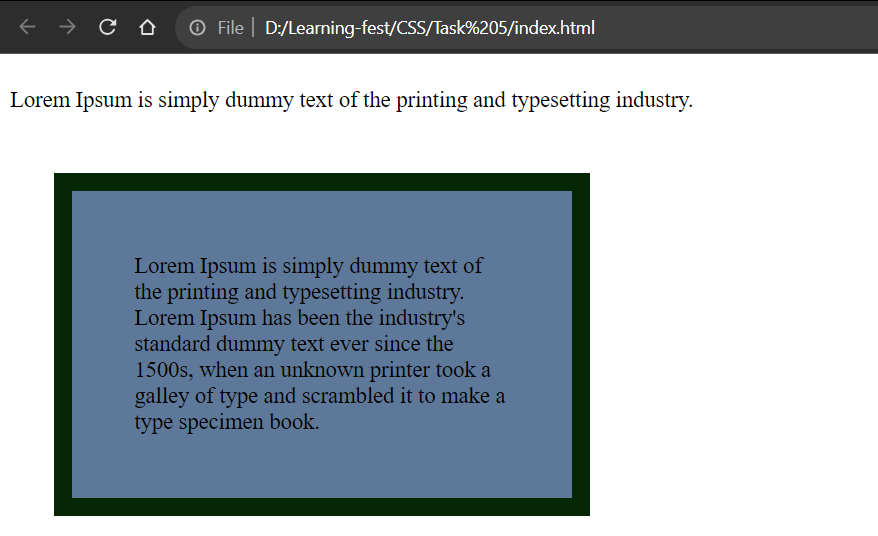 File D:/Learning-fest/CSS/Task%205/index.html
Lorem Ipsum is simply dummy text of the printing and typesetting industry.
Lorem Ipsum is simply dummy text of
the printing and typesetting industry.
Lorem Ipsum has been the industry's
standard dummy text ever since the
1500s, when an unknown printer took a
galley of type and scrambled it to make a
type specimen book.